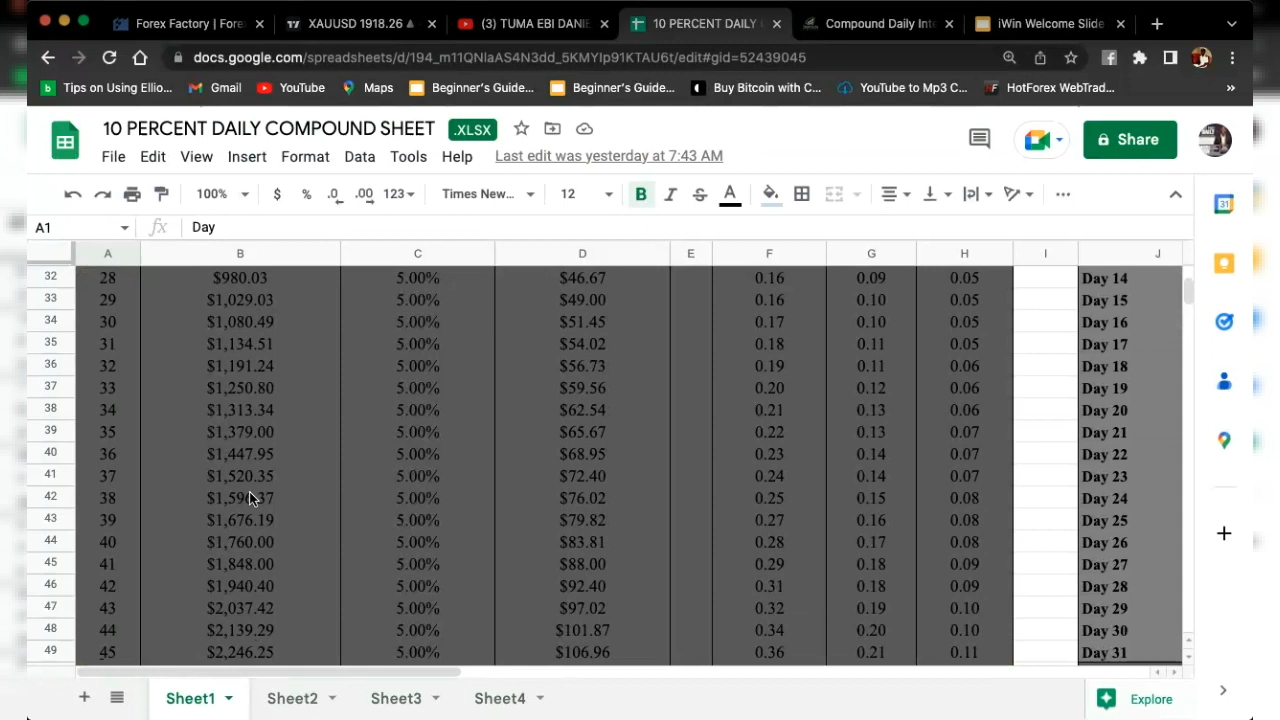 Forex Factory | Fore
XAUUSD 1918.26 ▲
(3) TUMA EBI DANIE
10 PERCENT DAILY C
Compound Daily Inte
iWin Welcome Slide
docs.google.com/spreadsheets/d/194_m11QNlaAS4N3dd_5KMYlp91KTAU6t/edit#gid=52439045
Tips on Using Ellio...
Gmail
YouTube
Maps
Beginner's Guide...
Beginner's Guide...
Buy Bitcoin with C...
YouTube to Mp3 C...
HotForex WebTrad...
»
10 PERCENT DAILY COMPOUND SHEET .XLSX
File Edit View Insert Format Data Tools Help Last edit was yesterday at 7:43 AM
Share
100% $ % .0 .00 123 Times New... 12 B I S A
A1 fx Day
A B C D E F G H I J
32 28 $980.03 5.00% $46.67 0.16 0.09 0.05 Day 14
33 29 $1,029.03 5.00% $49.00 0.16 0.10 0.05 Day 15
34 30 $1,080.49 5.00% $51.45 0.17 0.10 0.05 Day 16
35 31 $1,134.51 5.00% $54.02 0.18 0.11 0.05 Day 17
36 32 $1,191.24 5.00% $56.73 0.19 0.11 0.06 Day 18
37 33 $1,250.80 5.00% $59.56 0.20 0.12 0.06 Day 19
38 34 $1,313.34 5.00% $62.54 0.21 0.13 0.06 Day 20
39 35 $1,379.00 5.00% $65.67 0.22 0.13 0.07 Day 21
40 36 $1,447.95 5.00% $68.95 0.23 0.14 0.07 Day 22
41 37 $1,520.35 5.00% $72.40 0.24 0.14 0.07 Day 23
42 38 5.00% $76.02 0.25 0.15 0.08 Day 24
43 39 $1,676.19 5.00% $79.82 0.27 0.16 0.08 Day 25
44 40 $1,760.00 5.00% $83.81 0.28 0.17 0.08 Day 26
45 41 $1,848.00 5.00% $88.00 0.29 0.18 0.09 Day 27
46 42 $1,940.40 5.00% $92.40 0.31 0.18 0.09 Day 28
47 43 $2,037.42 5.00% $97.02 0.32 0.19 0.10 Day 29
48 44 $2,139.29 5.00% $101.87 0.34 0.20 0.10 Day 30
49 45 $2,246.25 5.00% $106.96 0.36 0.21 0.11 Day 31
Sheet1 Sheet2 Sheet3 Sheet4 Explore